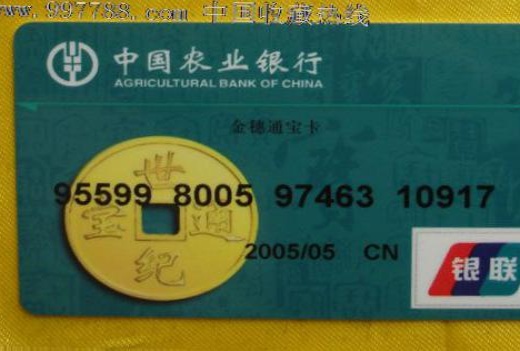 www.997788.com 中国收藏热线
中国农业银行
AGRICULTURAL BANK OF CHINA
金穗通宝卡
世
95599 8005 97463 10917
宝 通
纪
2005/05 CN
银联